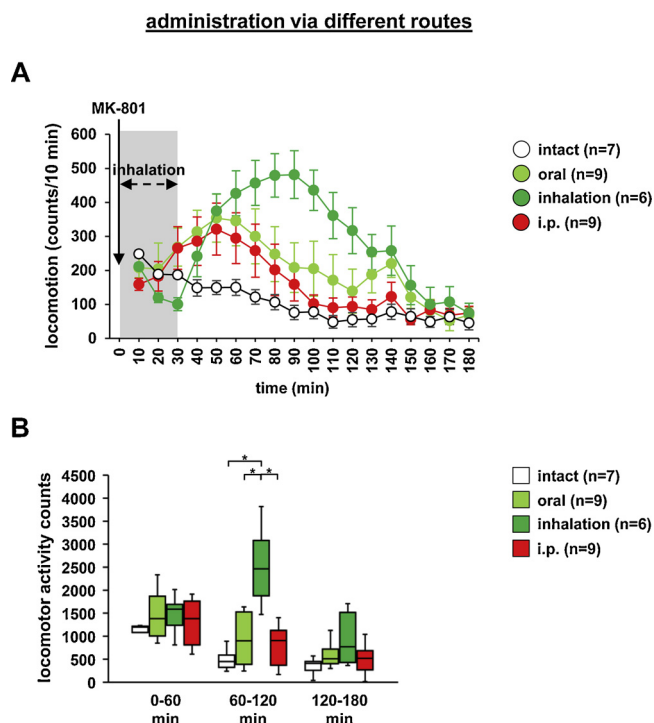 administration via different routes
A
MK-801
inhalation
locomotion (counts/10 min)
600
500
400
300
200
100
0
0 10 20 30 40 50 60 70 80 90 100 110 120 130 140 150 160 170 180
time (min)
intact (n=7)
oral (n=9)
inhalation (n=6)
i.p. (n=9)
B
locomotor activity counts
4500
4000
3500
3000
2500
2000
1500
1000
500
0
*
* *
0-60 60-120 120-180
min min min
intact (n=7)
oral (n=9)
inhalation (n=6)
i.p. (n=9)